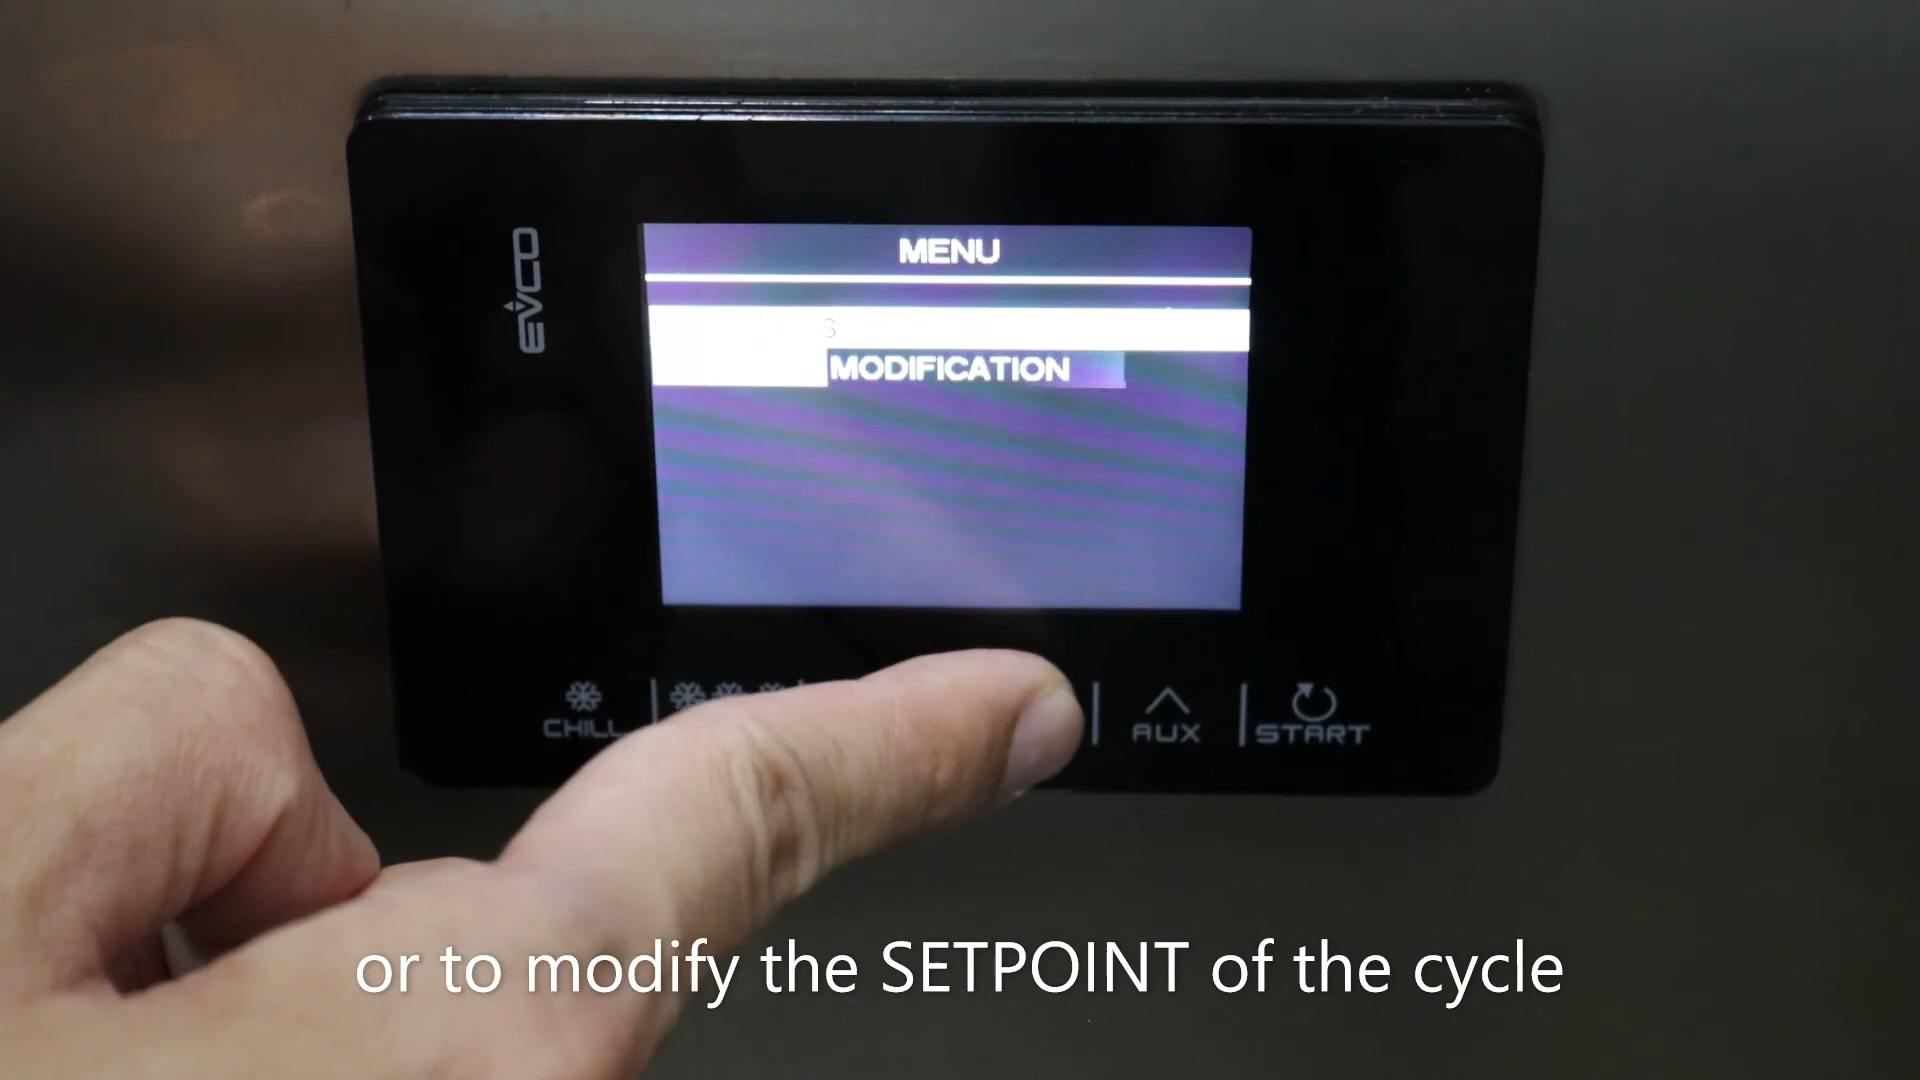 MENU
MODIFICATION
EVCO
CHILL
AUX
START
or to modify the SETPOINT of the cycle